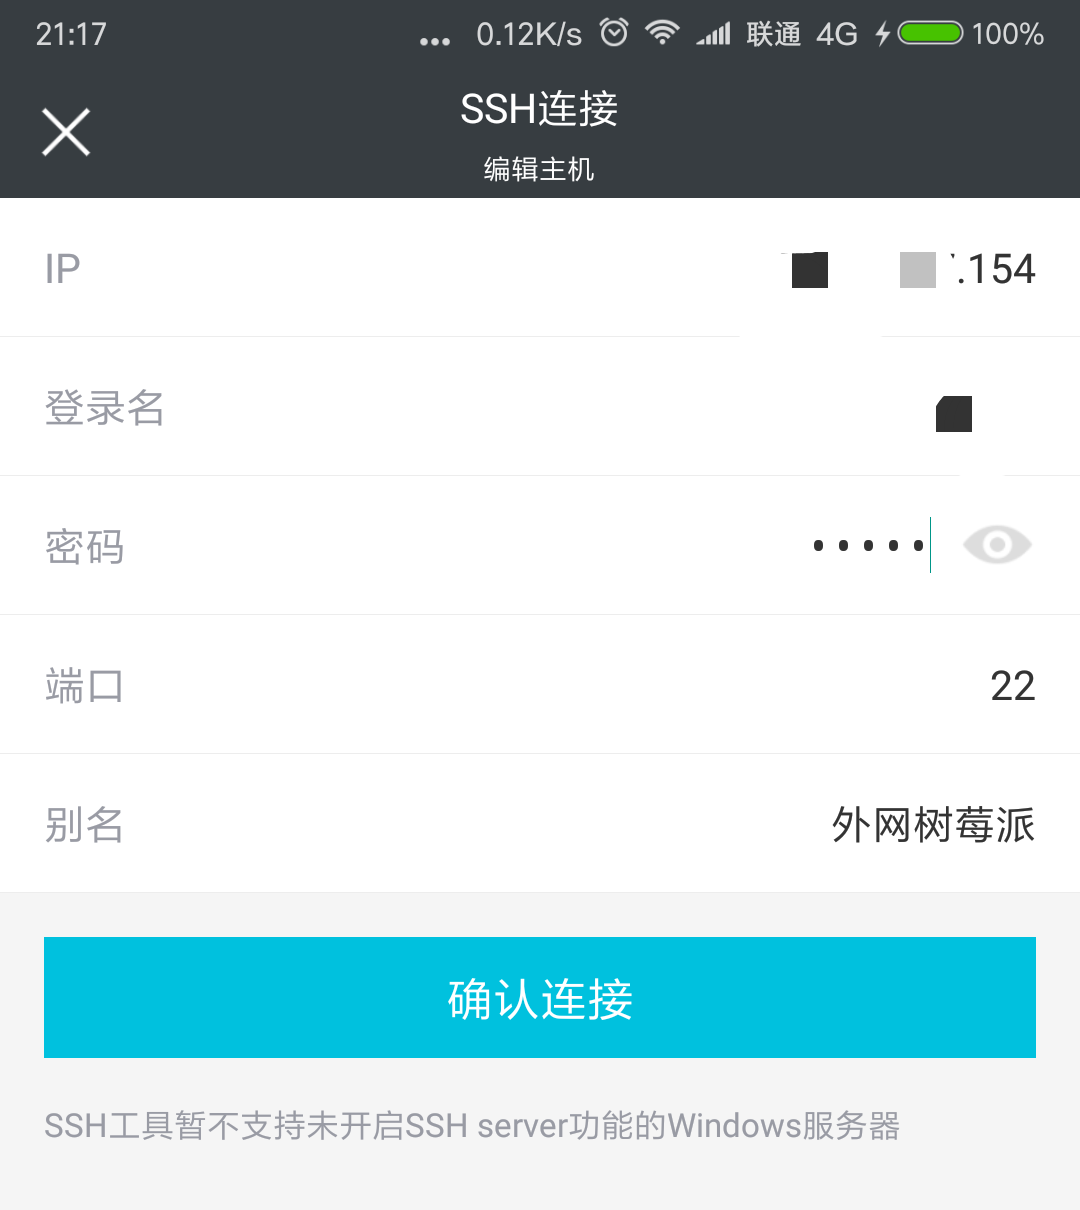 21:17 ... 0.12K/s 联通 4G 100%
SSH连接
编辑主机
IP .154
登录名
密码 •••••
端口 22
别名 外网树莓派
确认连接
SSH工具暂不支持未开启SSH server功能的Windows服务器